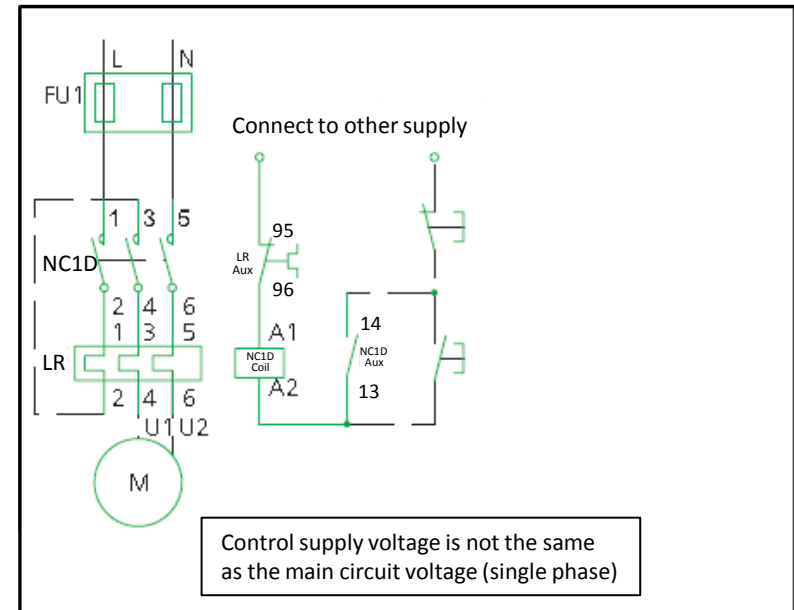 L N
FU1
Connect to other supply
1 3 5
NC1D
2 4 6
1 3 5
LR
2 4 6
U1 U2
M
95
LR
Aux
96
A1
NC1D
Coil
A2
14
NC1D
Aux
13
Control supply voltage is not the same
as the main circuit voltage (single phase)